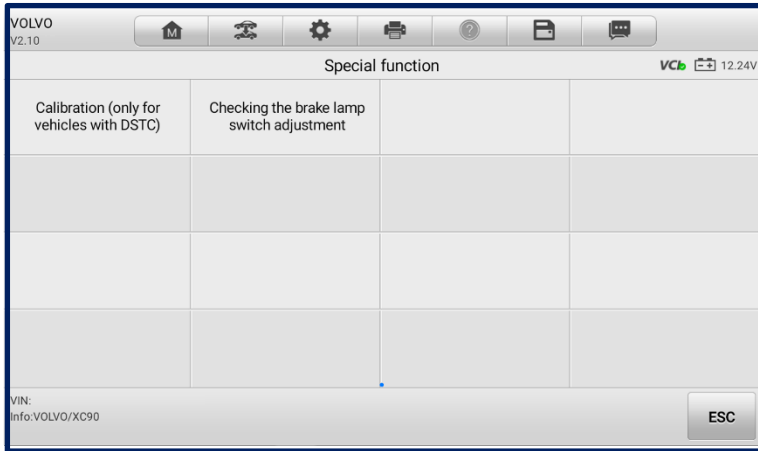 VOLVO
V2.10
M
Special function
VCb 12.24V
Calibration (only for
vehicles with DSTC)
Checking the brake lamp
switch adjustment
VIN:
Info:VOLVO/XC90
ESC